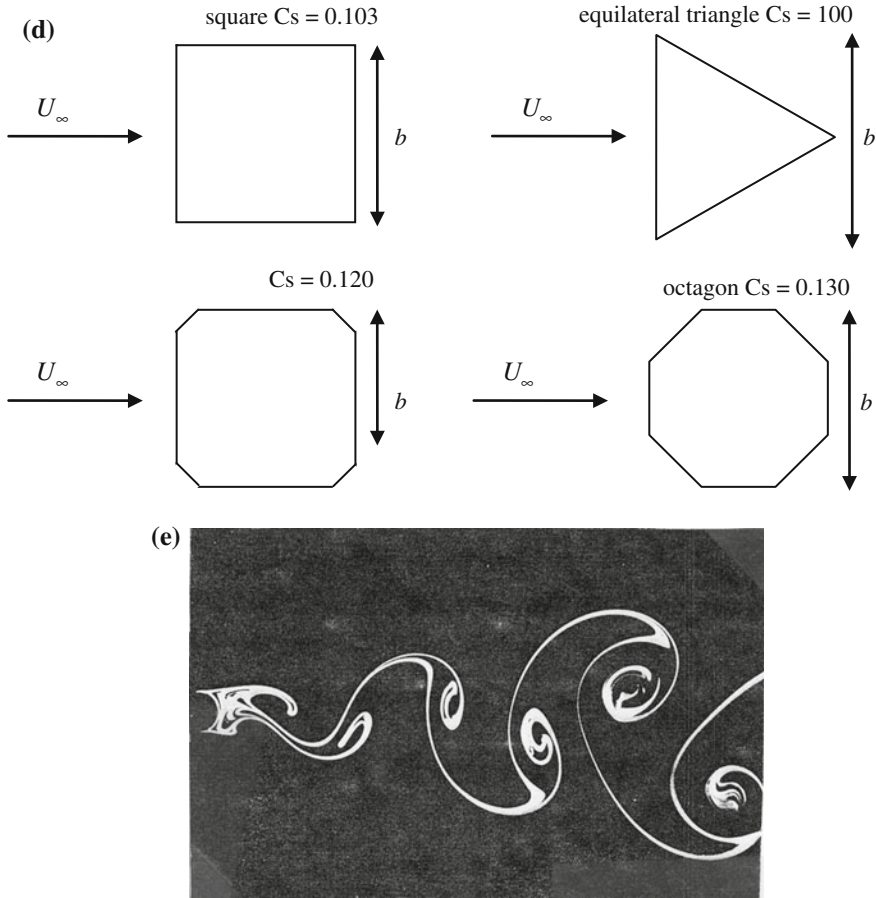 (d)
square Cs = 0.103
U∞
b
equilateral triangle Cs = 100
U∞
b
Cs = 0.120
U∞
b
octagon Cs = 0.130
U∞
b
(e)